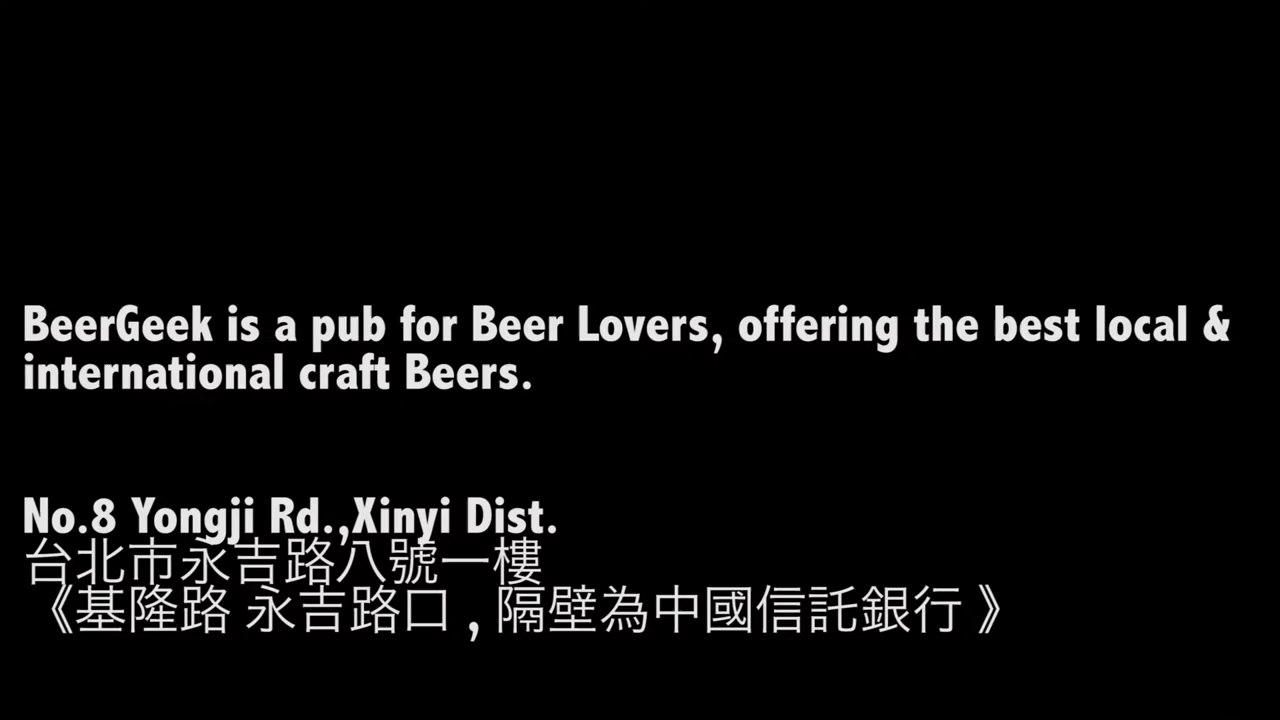 BeerGeek is a pub for Beer Lovers, offering the best local &
international craft Beers.
No.8 Yongji Rd.,Xinyi Dist.
台北市永吉路八號一樓
《基隆路 永吉路口 , 隔壁為中國信託銀行 》